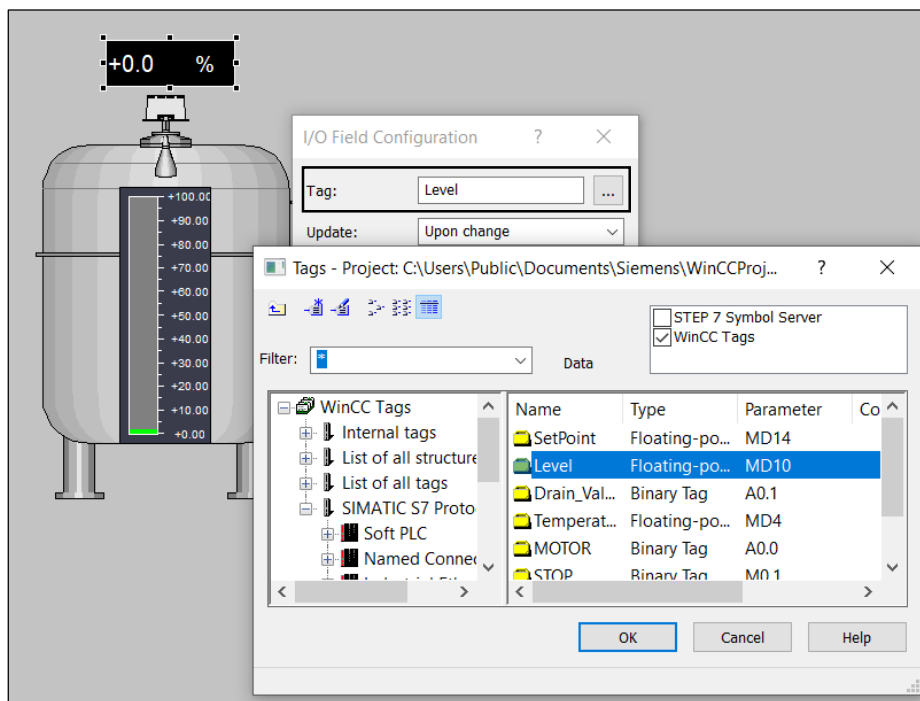 +0.0 %
+100.00
+90.00
+80.00
+70.00
+60.00
+50.00
+40.00
+30.00
+20.00
+10.00
+0.00
I/O Field Configuration ? ×
Tag: Level ...
Update: Upon change
Tags - Project: C:\Users\Public\Documents\Siemens\WinCCProj... ? ×
STEP 7 Symbol Server
WinCC Tags
Filter: * Data
WinCC Tags
Internal tags
List of all structure
List of all tags
SIMATIC S7 Proto
Soft PLC
Named Connec
Name Type Parameter Co
SetPoint Floating-po... MD14
Level Floating-po... MD10
Drain_Val... Binary Tag A0.1
Temperat... Floating-po... MD4
MOTOR Binary Tag A0.0
STOP Binary Tag M0.1
OK Cancel Help